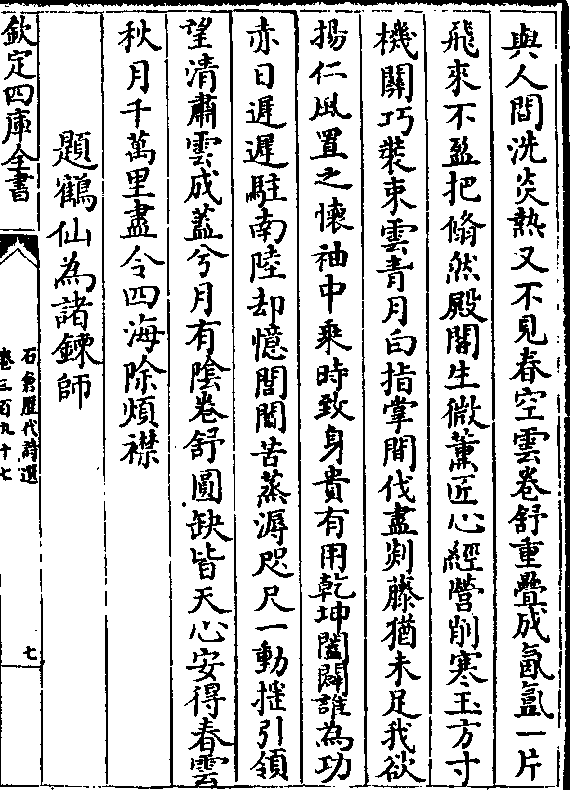 與人間洗炎熱又不見春空雲卷舒重疊成氤氳一片
飛來不盈把翛然殿閣生微薰匠心經營削寒玉方寸
機關巧裝束雲青月白指掌間伐盡剡藤猶未足我欲
揚仁風置之懷袖中乘時致身貴有用乾坤闔闢誰為功
赤日遲遲駐南陸却憶閭閻苦蒸溽咫尺一動搖引領
望清肅雲成蓋兮月有陰卷舒圓缺皆天心安得春雲
秋月千萬里盡令四海除煩襟
題鶴仙為諸鍊師
欽定四庫全書
石倉歷代詩選
卷三百九十七
七